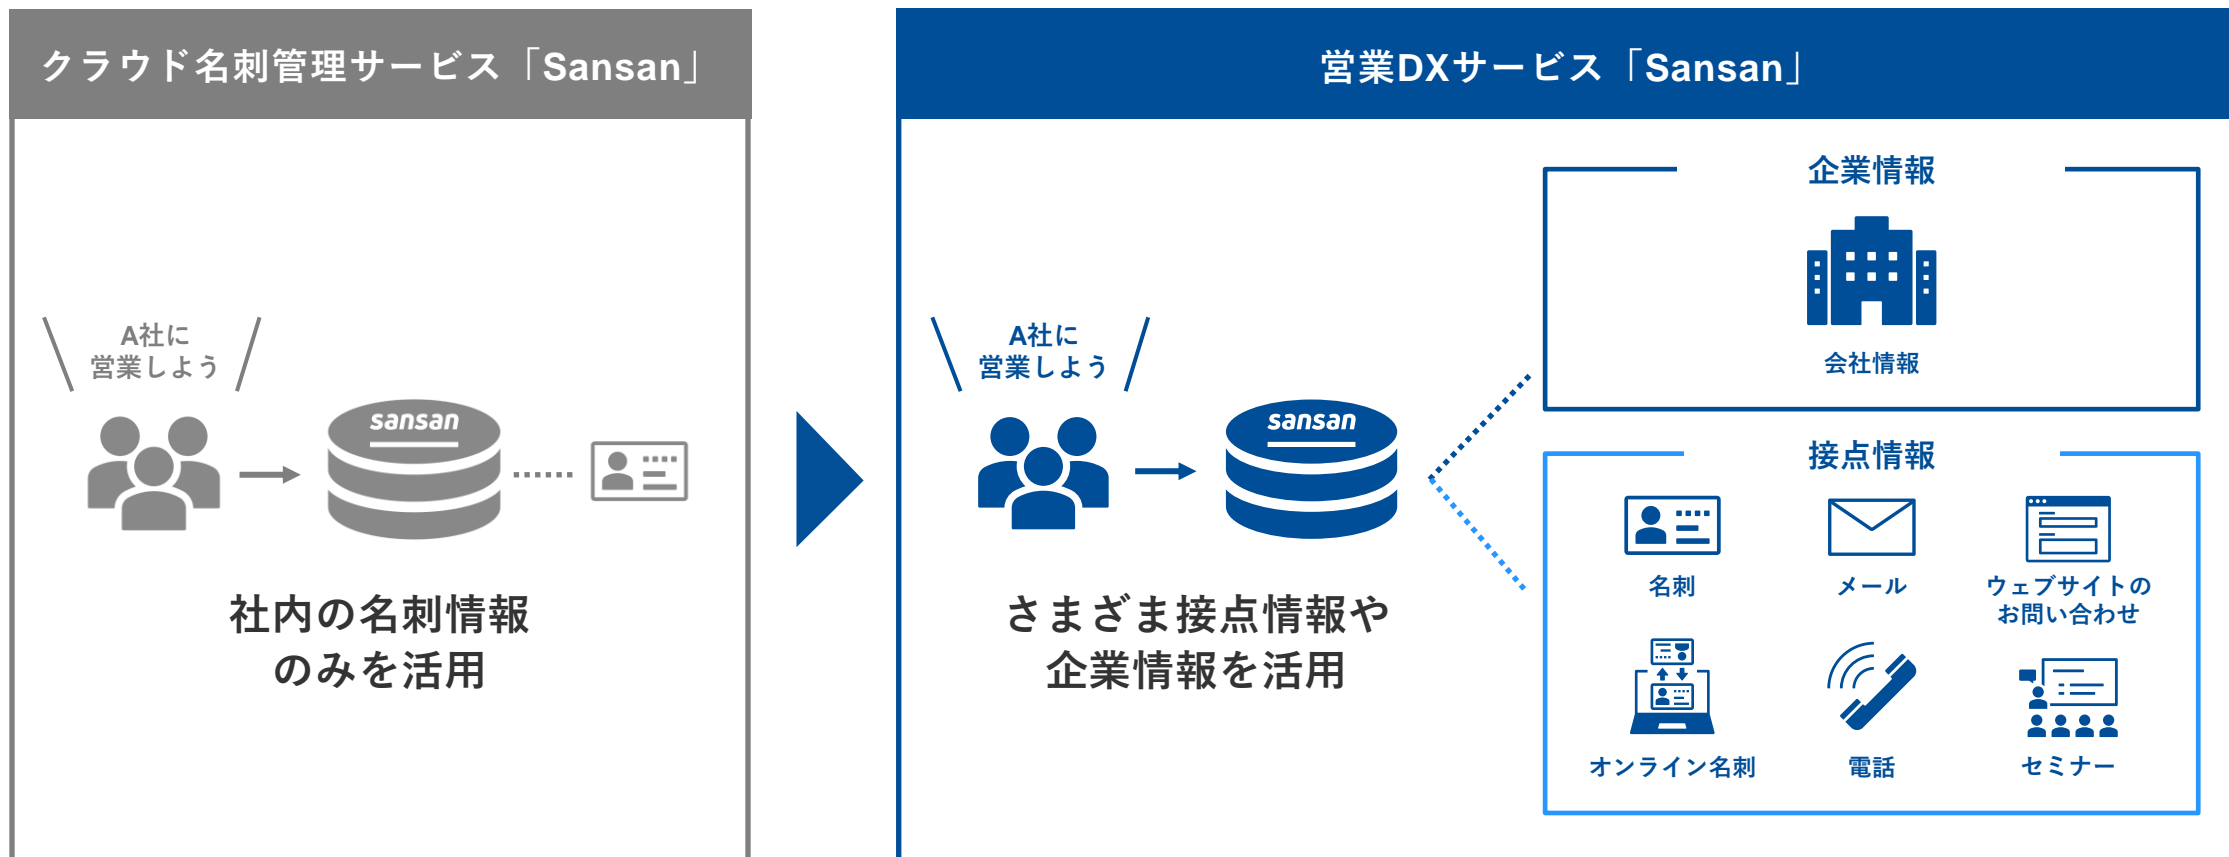 クラウド名刺管理サービス「Sansan」
A社に
営業しよう
sansan
社内の名刺情報
のみを活用
営業DXサービス「Sansan」
A社に
営業しよう
sansan
さまざま接点情報や
企業情報を活用
企業情報
会社情報
接点情報
名刺
メール
ウェブサイトの
お問い合わせ
オンライン名刺
電話
セミナー